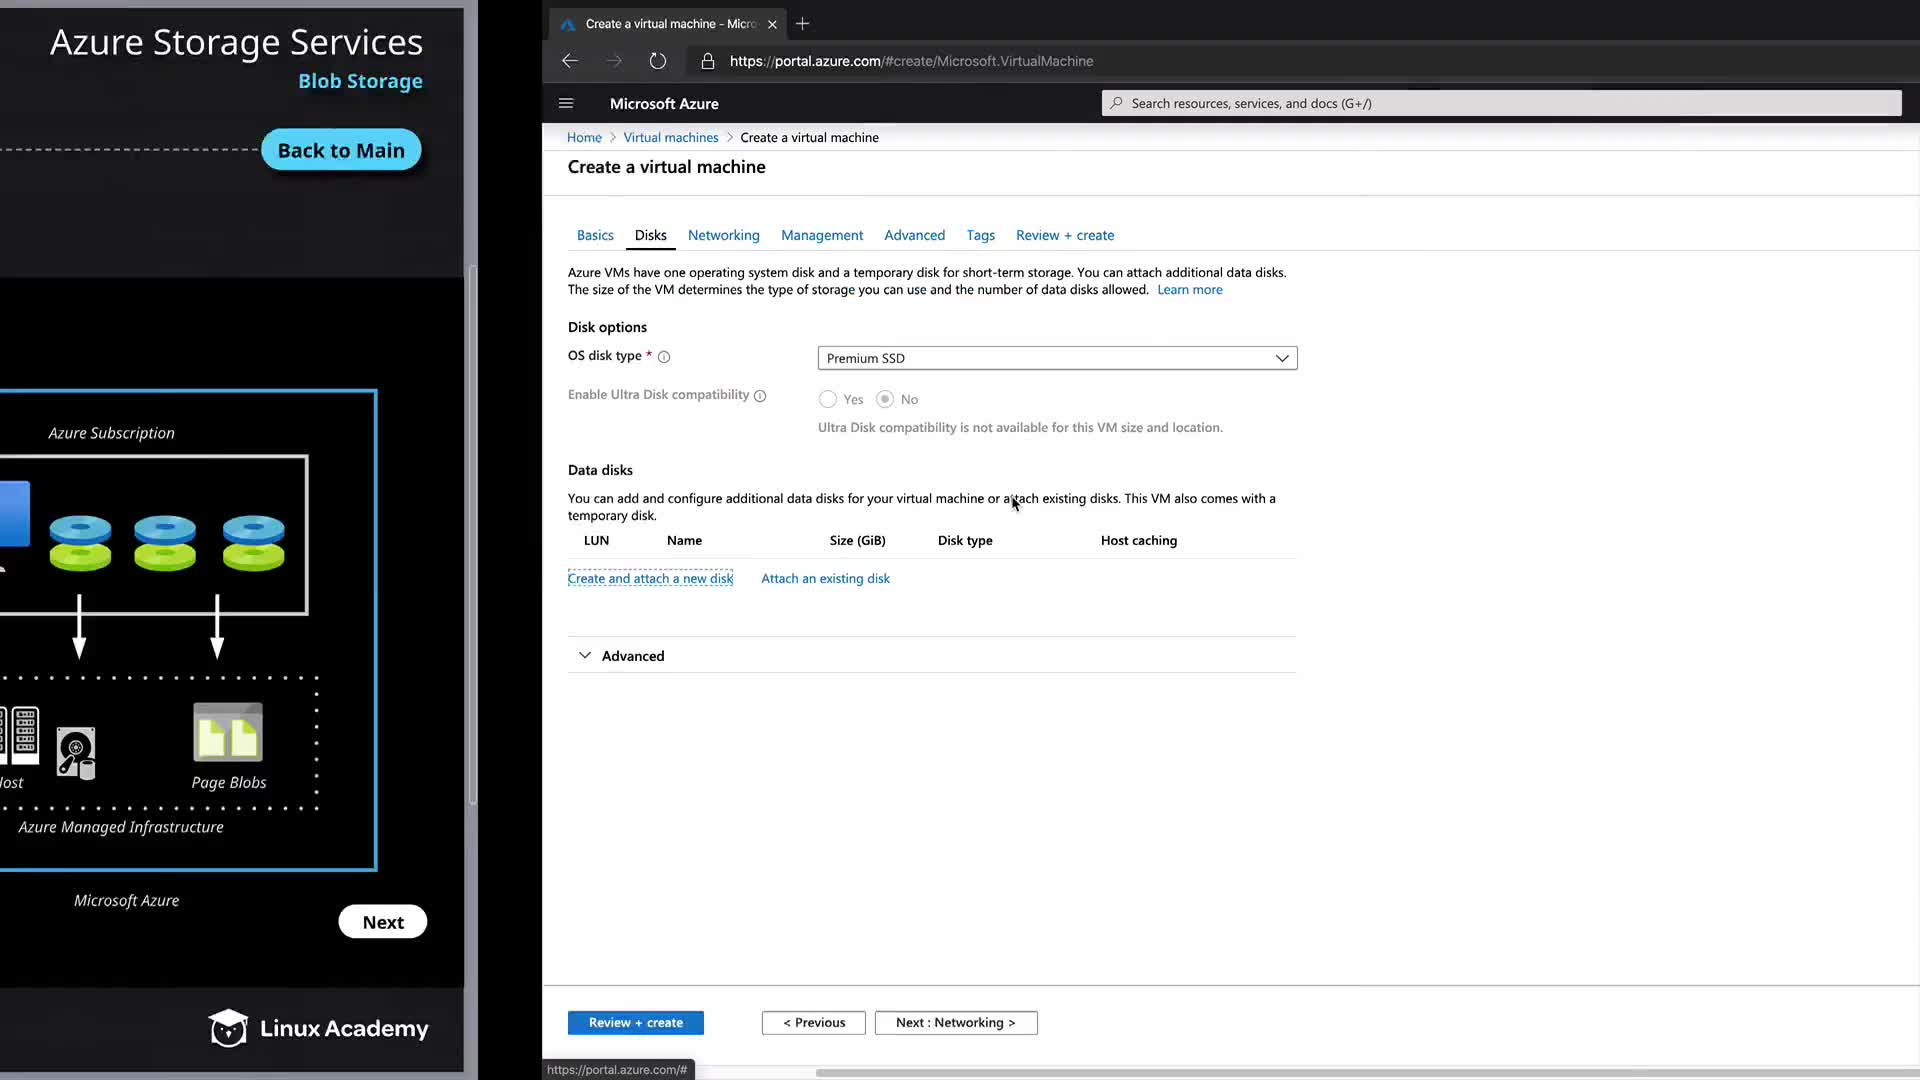 Azure Storage Services
Blob Storage
Back to Main
Azure Subscription
Page Blobs
Azure Managed Infrastructure
Microsoft Azure
Next
Linux Academy
Create a virtual machine - Micro
https://portal.azure.com/#create/Microsoft.VirtualMachine
Microsoft Azure
Search resources, services, and docs (G+/)
Home > Virtual machines > Create a virtual machine
Create a virtual machine
Basics Disks Networking Management Advanced Tags Review + create
Azure VMs have one operating system disk and a temporary disk for short-term storage. You can attach additional data disks.
The size of the VM determines the type of storage you can use and the number of data disks allowed. Learn more
Disk options
OS disk type * Premium SSD
Enable Ultra Disk compatibility Yes No
Ultra Disk compatibility is not available for this VM size and location.
Data disks
You can add and configure additional data disks for your virtual machine or attach existing disks. This VM also comes with a
temporary disk.
LUN Name Size (GiB) Disk type Host caching
Create and attach a new disk Attach an existing disk
Advanced
Review + create < Previous Next : Networking >
https://portal.azure.com/#